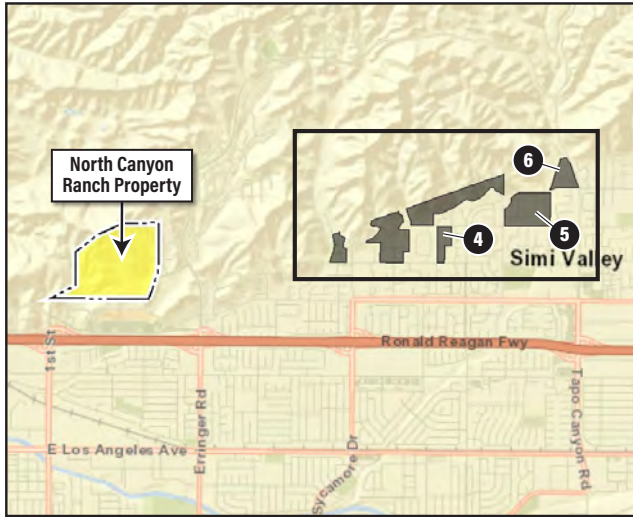 North Canyon
Ranch Property
6
4
5
Simi Valley
Ronald Reagan Fwy
1st St
Erringer Rd
E Los Angeles Ave
Sycamore Dr
Tapo Canyon Rd